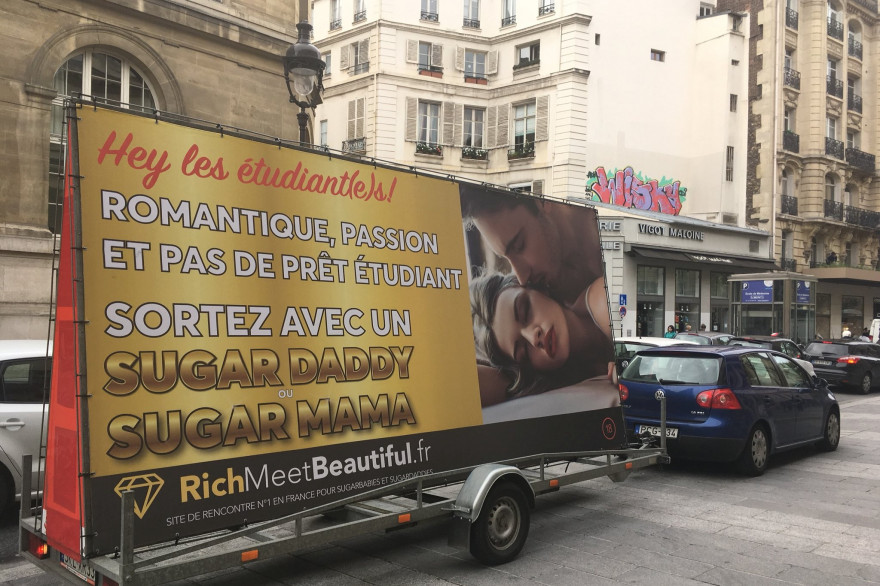 Hey les étudiant(e)s!
ROMANTIQUE, PASSION
ET PAS DE PRÊT ÉTUDIANT
SORTEZ AVEC UN
SUGAR DADDY
OU
SUGAR MAMA
RichMeetBeautiful.fr
SITE DE RENCONTRE N°1 EN FRANCE POUR SUGARBABIES ET SUGARDADDIES
18
VIGOT MALOINE
P